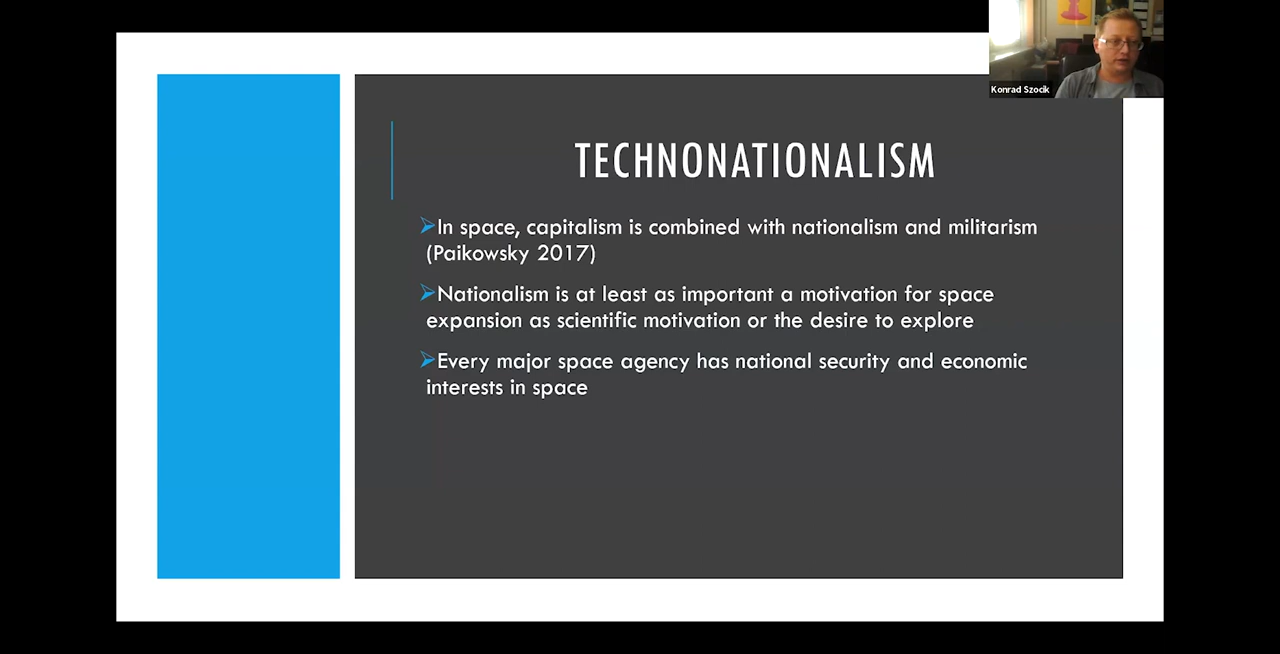 Konrad Szocik
TECHNONATIONALISM
➢In space, capitalism is combined with nationalism and militarism
(Paikowsky 2017)
➢Nationalism is at least as important a motivation for space
expansion as scientific motivation or the desire to explore
➢Every major space agency has national security and economic
interests in space